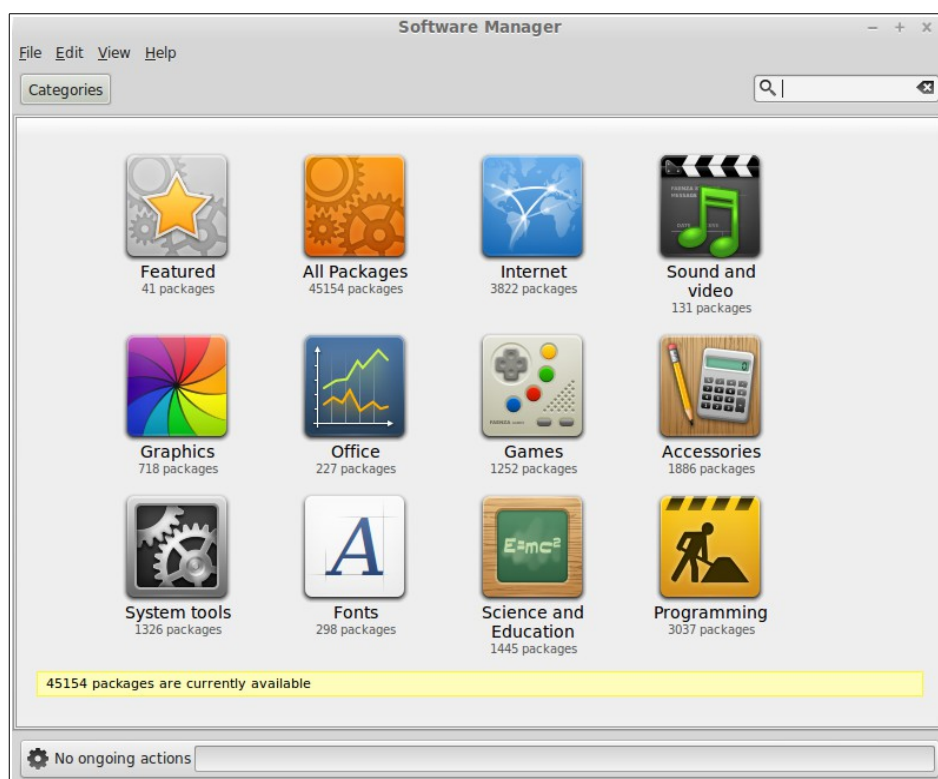 Software Manager
File Edit View Help
Categories
Featured
41 packages
All Packages
45154 packages
Internet
3822 packages
Sound and
video
131 packages
Graphics
718 packages
Office
227 packages
Games
1252 packages
Accessories
1886 packages
E=mc²
System tools
1326 packages
Fonts
298 packages
Science and
Education
1445 packages
Programming
3037 packages
45154 packages are currently available
No ongoing actions